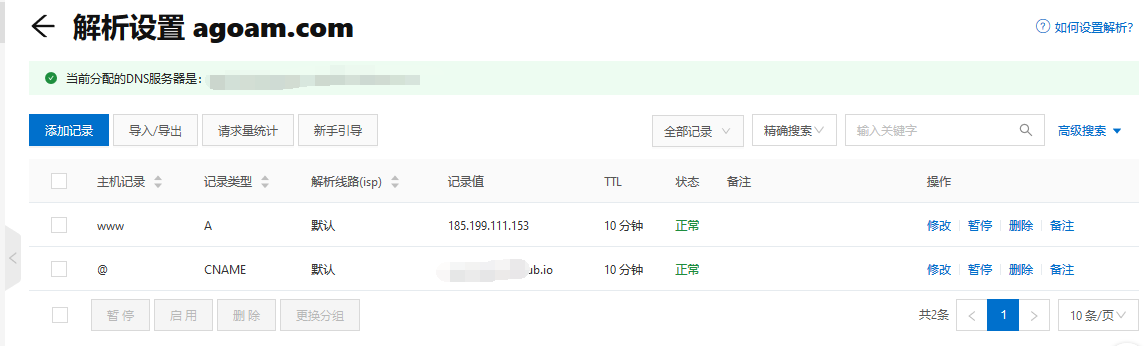 解析设置 agoam.com
如何设置解析?
当前分配的DNS服务器是：
添加记录 导入/导出 请求量统计 新手引导 全部记录 精确搜索 输入关键字 高级搜索
主机记录 记录类型 解析线路(isp) 记录值 TTL 状态 备注 操作
www A 默认 185.199.111.153 10 分钟 正常 修改 暂停 删除 备注
@ CNAME 默认 ub.io 10 分钟 正常 修改 暂停 删除 备注
暂停 启用 删除 更换分组 共2条 1 10 条/页